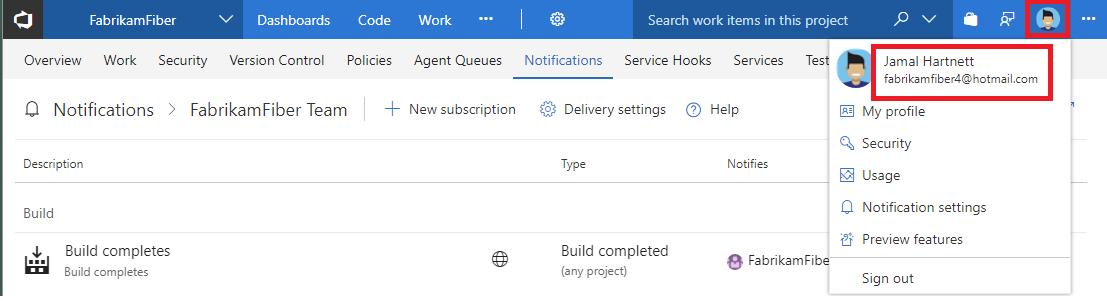 FabrikamFiber Dashboards Code Work ··· Search work items in this project ···
Overview Work Security Version Control Policies Agent Queues Notifications Service Hooks Services Test
Jamal Hartnett
fabrikamfiber4@hotmail.com
Notifications > FabrikamFiber Team + New subscription Delivery settings Help
My profile
Security
Usage
Notification settings
Preview features
Sign out
Description Type Notifies
Build
Build completes Build completed FabrikamFiber
Build completes (any project)